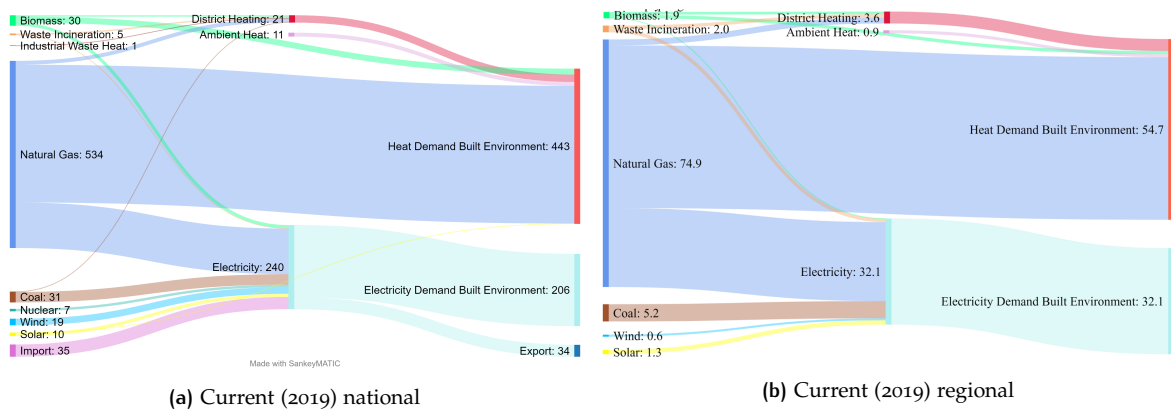 Biomass: 30
District Heating: 21
Waste Incineration: 5
Ambient Heat: 11
Industrial Waste Heat: 1
Natural Gas: 534
Heat Demand Built Environment: 443
Electricity: 240
Electricity Demand Built Environment: 206
Coal: 31
Nuclear: 7
Wind: 19
Solar: 10
Import: 35
Export: 34
Made with SankeyMATIC
(a) Current (2019) national
Biomass: 1.9
District Heating: 3.6
Waste Incineration: 2.0
Ambient Heat: 0.9
Heat Demand Built Environment: 54.7
Natural Gas: 74.9
Electricity: 32.1
Electricity Demand Built Environment: 32.1
Coal: 5.2
Wind: 0.6
Solar: 1.3
(b) Current (2019) regional